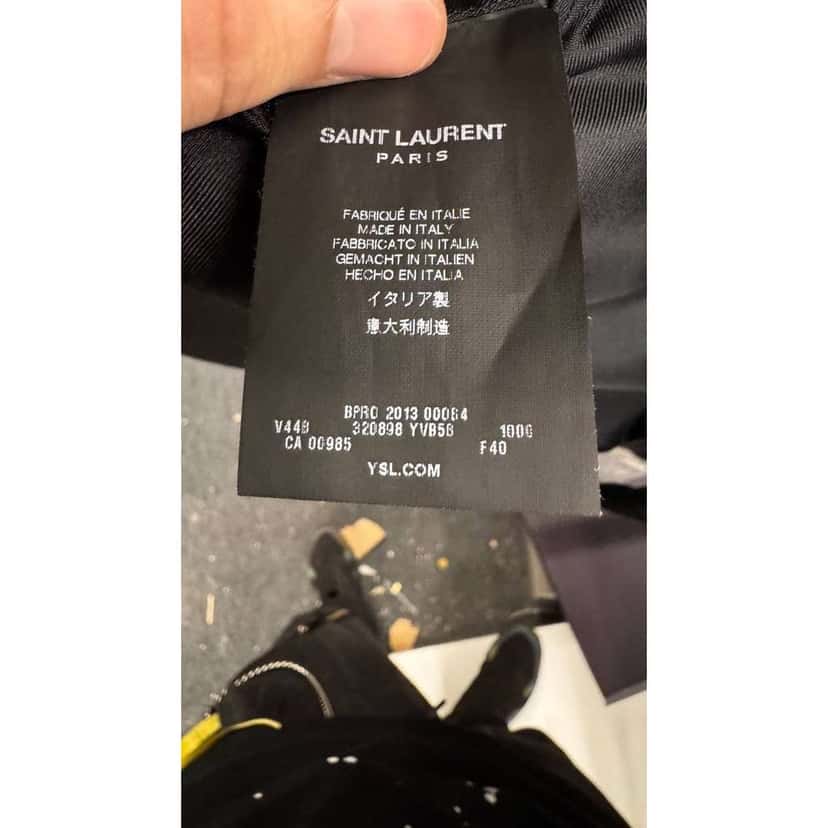 SAINT LAURENT
PARIS
FABRIQUÉ EN ITALIE
MADE IN ITALY
FABBRICATO IN ITALIA
GEMACHT IN ITALIEN
HECHO EN ITALIA
イタリア製
意大利制造
BPRO 2013 00084
V44B 320898 YVB5B 1000
CA 00985 F40
YSL.COM